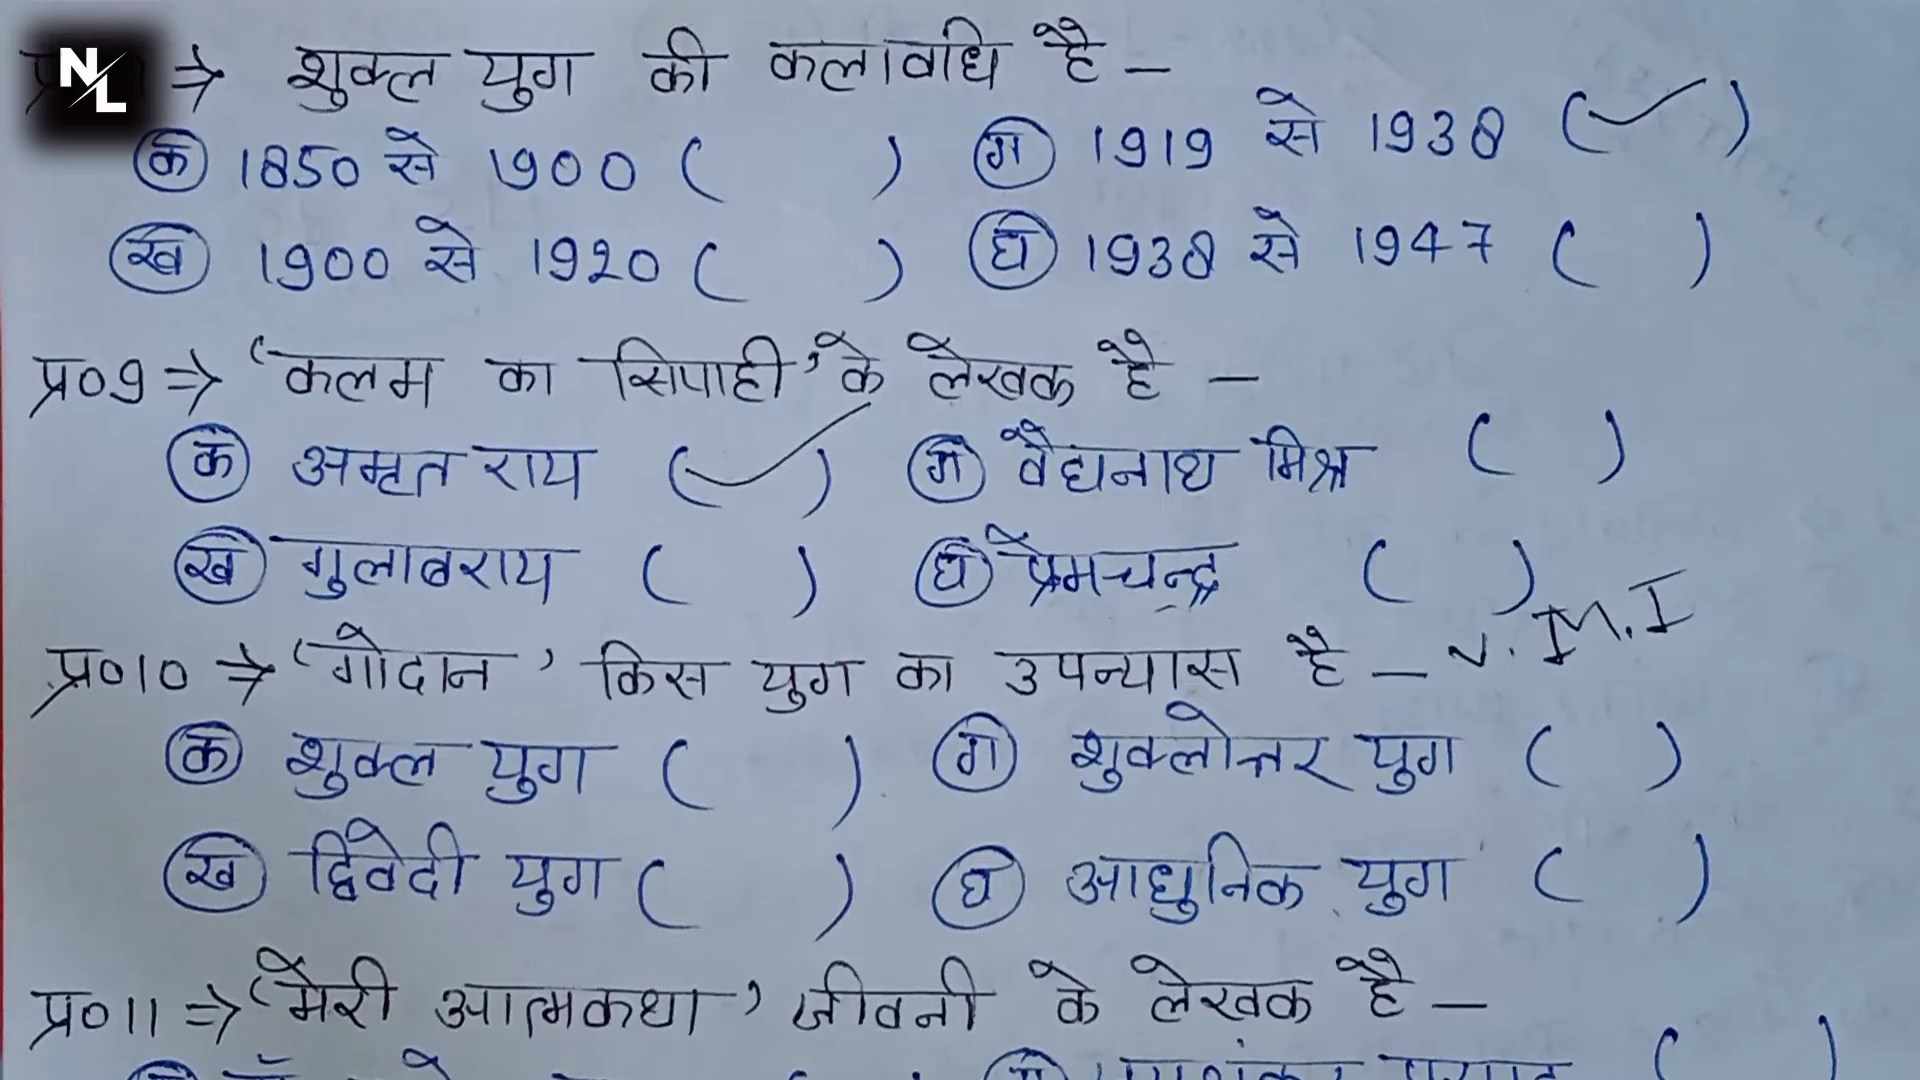 NL
⇒ शुक्ल युग की कलावधि है –
(क) 1850 से 1900 ( ) (ग) 1919 से 1938 (✓)
(ख) 1900 से 1920 ( ) (घ) 1938 से 1947 ( )
प्र०9 ⇒ 'कलम का सिपाही' के लेखक है –
(क) अमृत राय (✓) (ग) वैद्यनाथ मिश्र ( )
(ख) गुलाबराय ( ) (घ) प्रेमचन्द्र ( )
प्र०10 ⇒ 'गोदान' किस युग का उपन्यास है – V.M.I
(क) शुक्ल युग ( ) (ग) शुक्लोत्तर युग ( )
(ख) द्विवेदी युग ( ) (घ) आधुनिक युग ( )
प्र०11 ⇒ 'मेरी आत्मकथा' जीवनी के लेखक है –